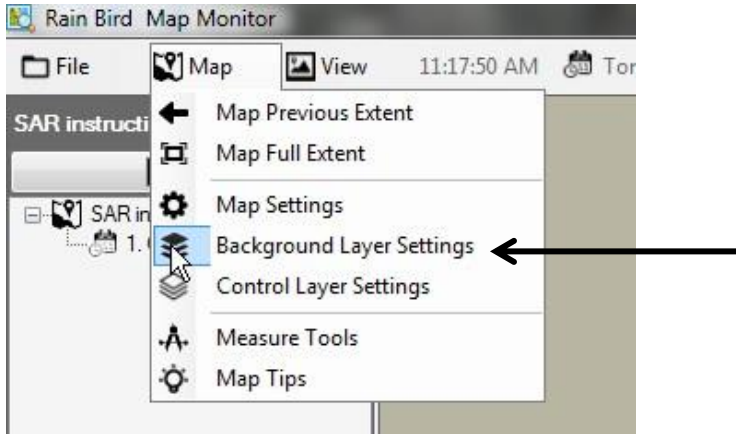 Rain Bird Map Monitor
File Map View 11:17:50 AM
SAR
Map Previous Extent
Map Full Extent
Map Settings
SAR in
Background Layer Settings
1.
Control Layer Settings
Measure Tools
Map Tips